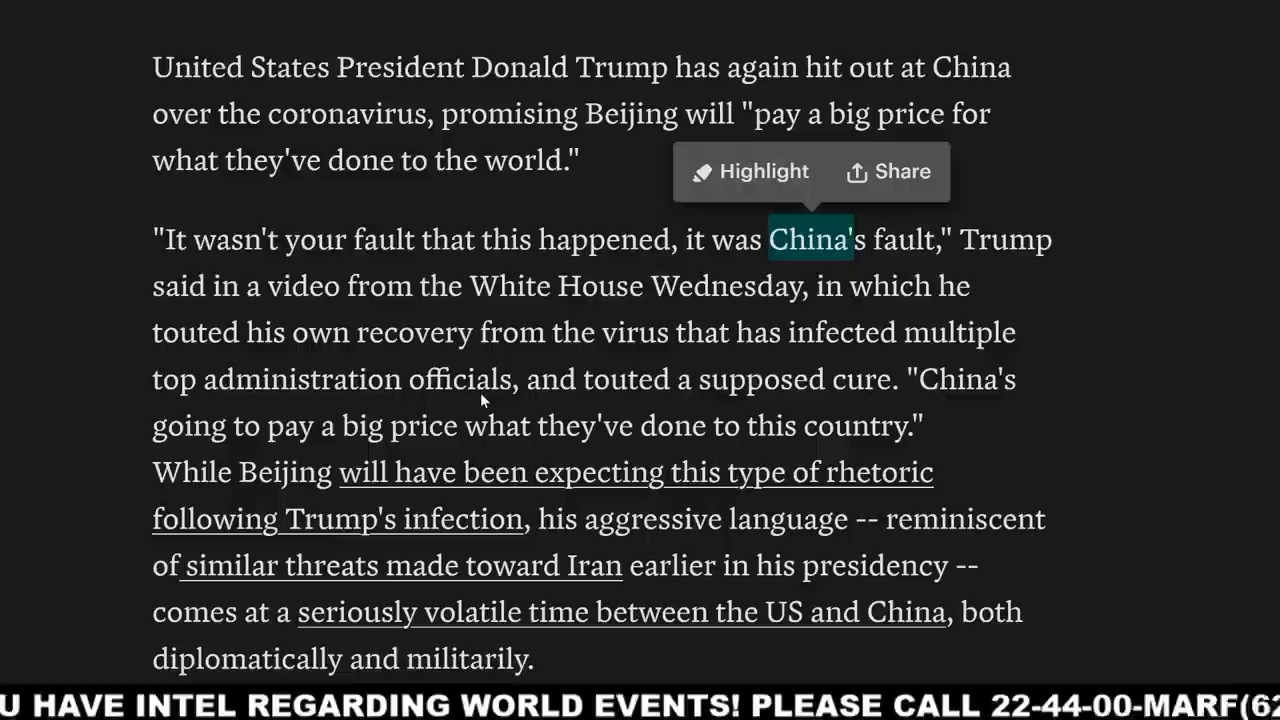 United States President Donald Trump has again hit out at China
over the coronavirus, promising Beijing will "pay a big price for
what they've done to the world."
Highlight Share
"It wasn't your fault that this happened, it was China's fault," Trump
said in a video from the White House Wednesday, in which he
touted his own recovery from the virus that has infected multiple
top administration officials, and touted a supposed cure. "China's
going to pay a big price what they've done to this country."
While Beijing will have been expecting this type of rhetoric
following Trump's infection, his aggressive language -- reminiscent
of similar threats made toward Iran earlier in his presidency --
comes at a seriously volatile time between the US and China, both
diplomatically and militarily.
U HAVE INTEL REGARDING WORLD EVENTS! PLEASE CALL 22-44-00-MARF(62